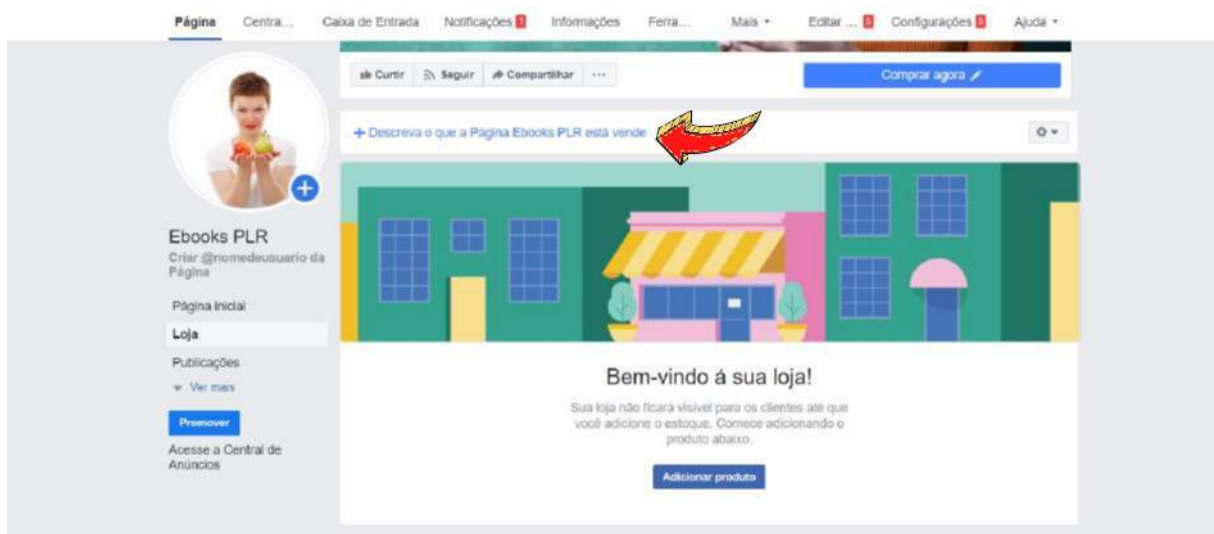 Página Centra... Caixa de Entrada Notificações 1 Informações Ferra... Mais Editar ... 5 Configurações 5 Ajuda
Curtir Seguir Compartilhar ... Comprar agora
+ Descreva o que a Página Ebooks PLR está vende
Ebooks PLR
Criar @nomedeusuario da
Página
Página Inicial
Loja
Publicações
Ver mais
Promover
Acesse a Central de
Anúncios
Bem-vindo á sua loja!
Sua loja não ficará visível para os clientes até que
você adicione o estoque. Comece adicionando o
produto abaixo.
Adicionar produto